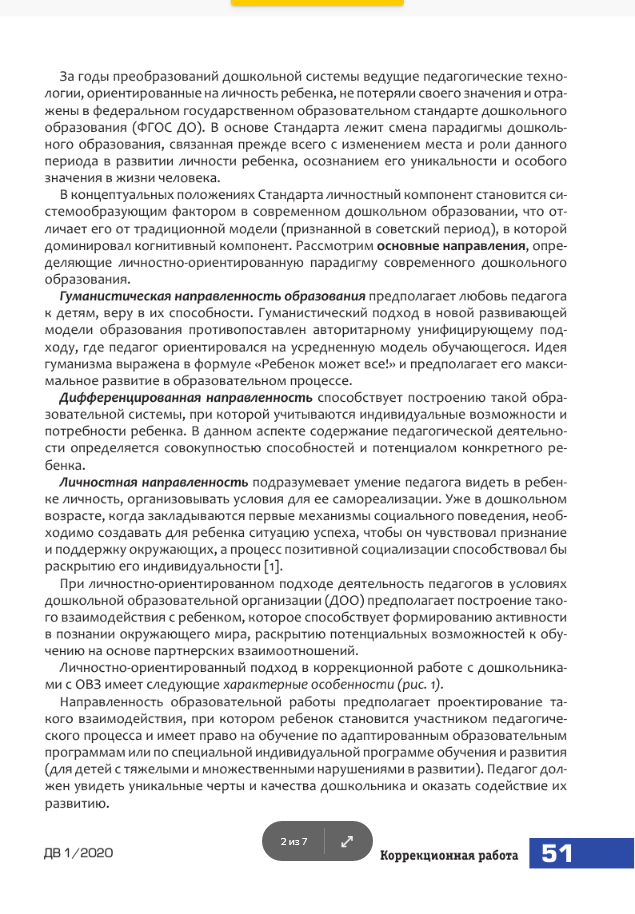 За годы преобразований дошкольной системы ведущие педагогические техно-
логии, ориентированные на личность ребенка, не потеряли своего значения и отра-
жены в федеральном государственном образовательном стандарте дошкольного
образования (ФГОС ДО). В основе Стандарта лежит смена парадигмы дошколь-
ного образования, связанная прежде всего с изменением места и роли данного
периода в развитии личности ребенка, осознанием его уникальности и особого
значения в жизни человека.
В концептуальных положениях Стандарта личностный компонент становится си-
стемообразующим фактором в современном дошкольном образовании, что от-
личает его от традиционной модели (признанной в советский период), в которой
доминировал когнитивный компонент. Рассмотрим основные направления, опре-
деляющие личностно-ориентированную парадигму современного дошкольного
образования.
Гуманистическая направленность образования предполагает любовь педагога
к детям, веру в их способности. Гуманистический подход в новой развивающей
модели образования противопоставлен авторитарному унифицирующему под-
ходу, где педагог ориентировался на усредненную модель обучающегося. Идея
гуманизма выражена в формуле «Ребенок может все!» и предполагает его макси-
мальное развитие в образовательном процессе.
Дифференцированная направленность способствует построению такой обра-
зовательной системы, при которой учитываются индивидуальные возможности и
потребности ребенка. В данном аспекте содержание педагогической деятельно-
сти определяется совокупностью способностей и потенциалом конкретного ре-
бенка.
Личностная направленность подразумевает умение педагога видеть в ребен-
ке личность, организовывать условия для ее самореализации. Уже в дошкольном
возрасте, когда закладываются первые механизмы социального поведения, необ-
ходимо создавать для ребенка ситуацию успеха, чтобы он чувствовал признание
и поддержку окружающих, а процесс позитивной социализации способствовал бы
раскрытию его индивидуальности [1].
При личностно-ориентированном подходе деятельность педагогов в условиях
дошкольной образовательной организации (ДОО) предполагает построение тако-
го взаимодействия с ребенком, которое способствует формированию активности
в познании окружающего мира, раскрытию потенциальных возможностей к обу-
чению на основе партнерских взаимоотношений.
Личностно-ориентированный подход в коррекционной работе с дошкольника-
ми с ОВЗ имеет следующие характерные особенности (рис. 1).
Направленность образовательной работы предполагает проектирование та-
кого взаимодействия, при котором ребенок становится участником педагогиче-
ского процесса и имеет право на обучение по адаптированным образовательным
программам или по специальной индивидуальной программе обучения и развития
(для детей с тяжелыми и множественными нарушениями в развитии). Педагог дол-
жен увидеть уникальные черты и качества дошкольника и оказать содействие их
развитию.
2 из 7
ДВ 1/2020
Коррекционная работа 51